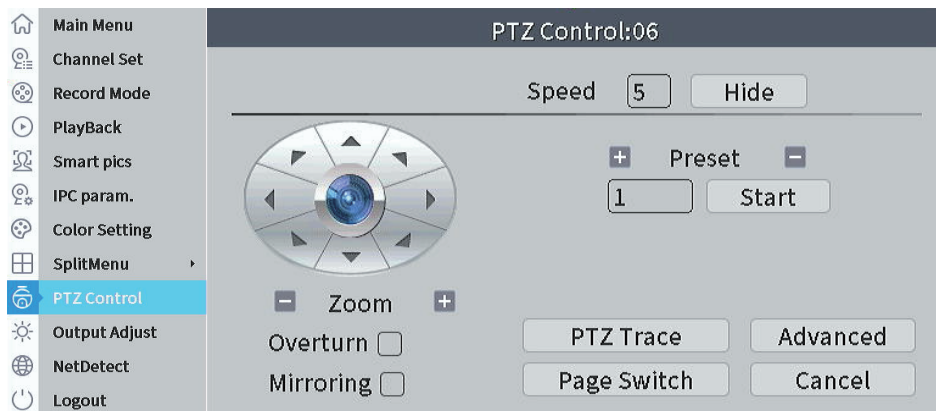 Main Menu
Channel Set
Record Mode
PlayBack
Smart pics
IPC param.
Color Setting
SplitMenu
PTZ Control
Output Adjust
NetDetect
Logout
PTZ Control:06
Speed 5 Hide
Preset
1 Start
Zoom
Overturn
Mirroring
PTZ Trace Advanced
Page Switch Cancel